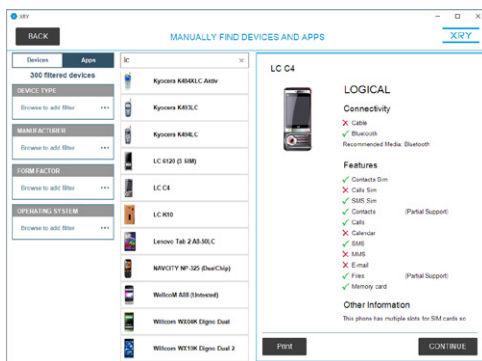 XRY
BACK
MANUALLY FIND DEVICES AND APPS
XRY
Devices
Apps
300 filtered devices
DEVICE TYPE
Browse to add filter ...
MANUFACTURER
Browse to add filter ...
FORM FACTOR
Browse to add filter ...
OPERATING SYSTEM
Browse to add filter ...
lc
Kyocera K404XLC Aktiv
Kyocera K493LC
Kyocera K494LC
LC 6120 (3 SIM)
LC C4
LC K10
Lenovo Tab 2 A8-50LC
NAVCITY NP-325 (DualChip)
WellcoM A88 (Untested)
Willcom WX04K Digno Dual
Willcom WX10K Digno Dual 2
LC C4
LOGICAL
Connectivity
Cable
Bluetooth
Recommended Media: Bluetooth
Features
Contacts Sim
Calls Sim
SMS Sim
Contacts (Partial Support)
Calls
Calendar
SMS
MMS
E-mail
Files (Partial Support)
Memory card
Other Information
This phone has multiple slots for SIM cards so
Print
CONTINUE